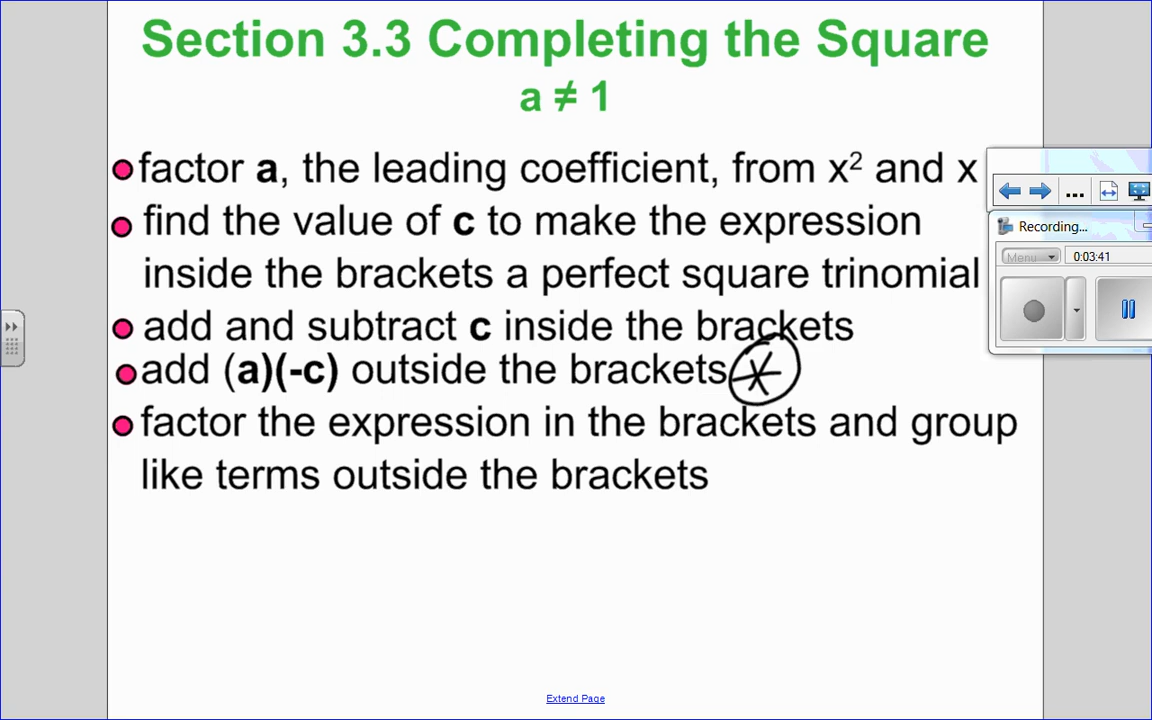 Section 3.3 Completing the Square
a ≠ 1
factor a, the leading coefficient, from x² and x
find the value of c to make the expression
inside the brackets a perfect square trinomial
add and subtract c inside the brackets
add (a)(-c) outside the brackets
factor the expression in the brackets and group
like terms outside the brackets
...
Recording...
Menu
0:03:41
Extend Page